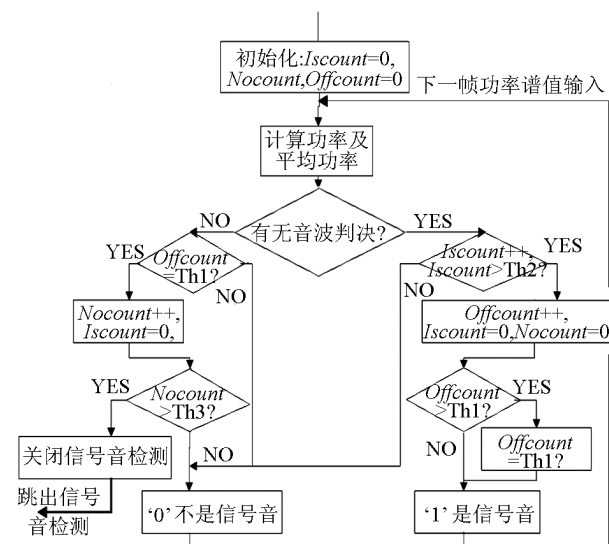 初始化:Iscount=0,
Nocount,Offcount=0
下一帧功率谱值输入
计算功率及
平均功率
有无音波判决?
NO
YES
YES
Offcount
=Th1?
NO
Iscount++,
Iscount>Th2?
YES
NO
Nocount++,
Iscount=0,
Offcount++,
Iscount=0,Nocount=0
YES
Nocount
>Th3?
NO
Offcount
>Th1?
YES
NO
Offcount
=Th1?
关闭信号音检测
跳出信号
音检测
‘0’不是信号音
‘1’是信号音